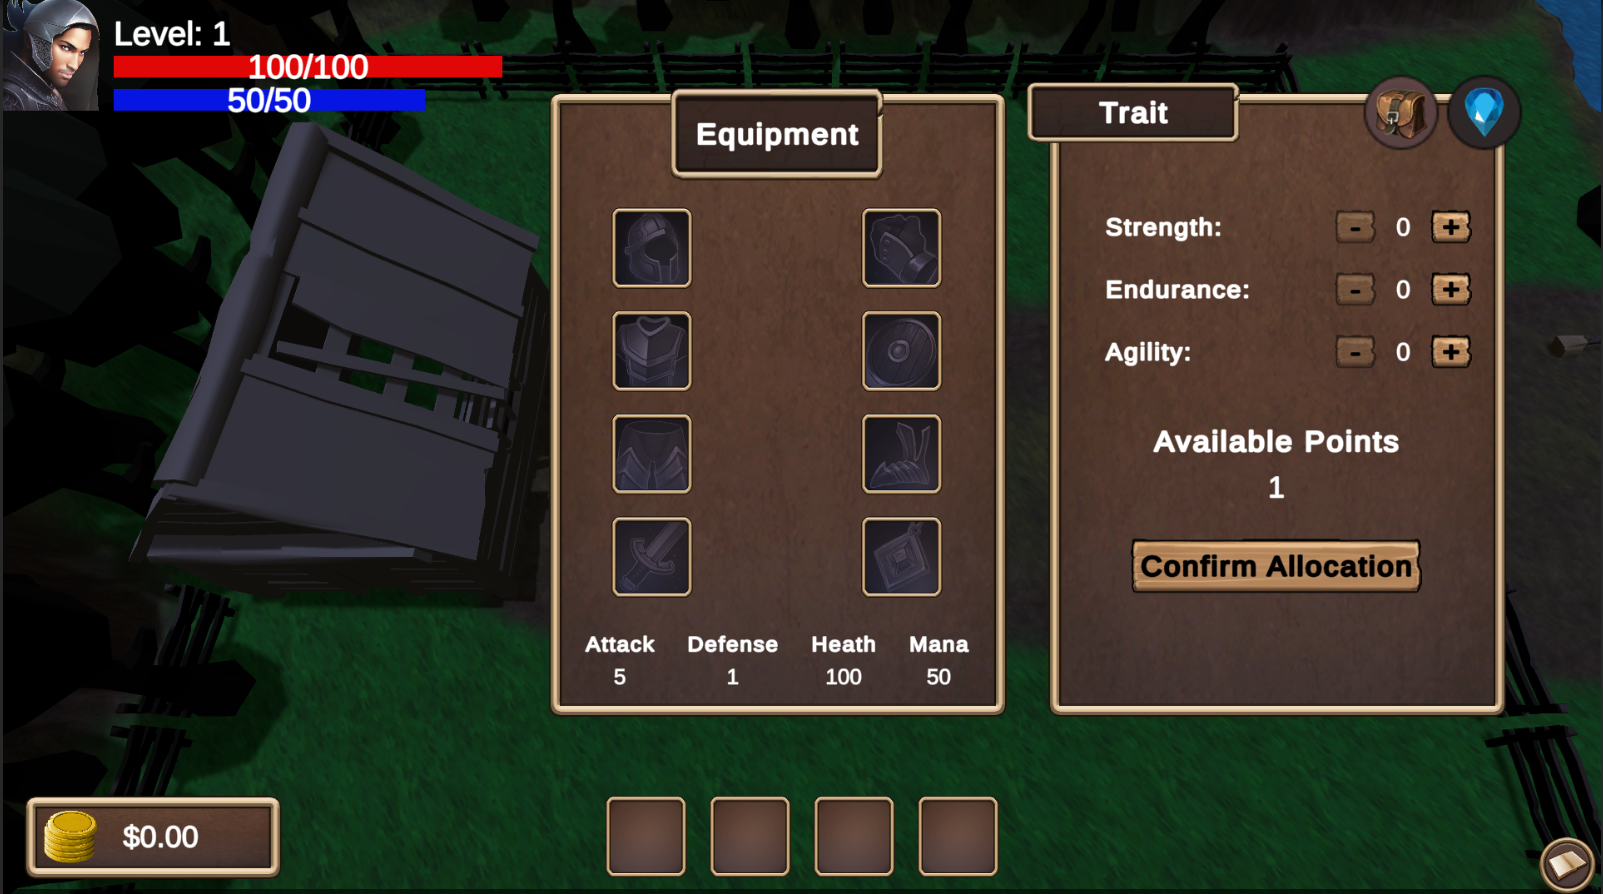 Level: 1
100/100
50/50
Equipment
Trait
Strength: - 0 +
Endurance: - 0 +
Agility: - 0 +
Available Points
1
Confirm Allocation
Attack Defense Heath Mana
5 1 100 50
$0.00